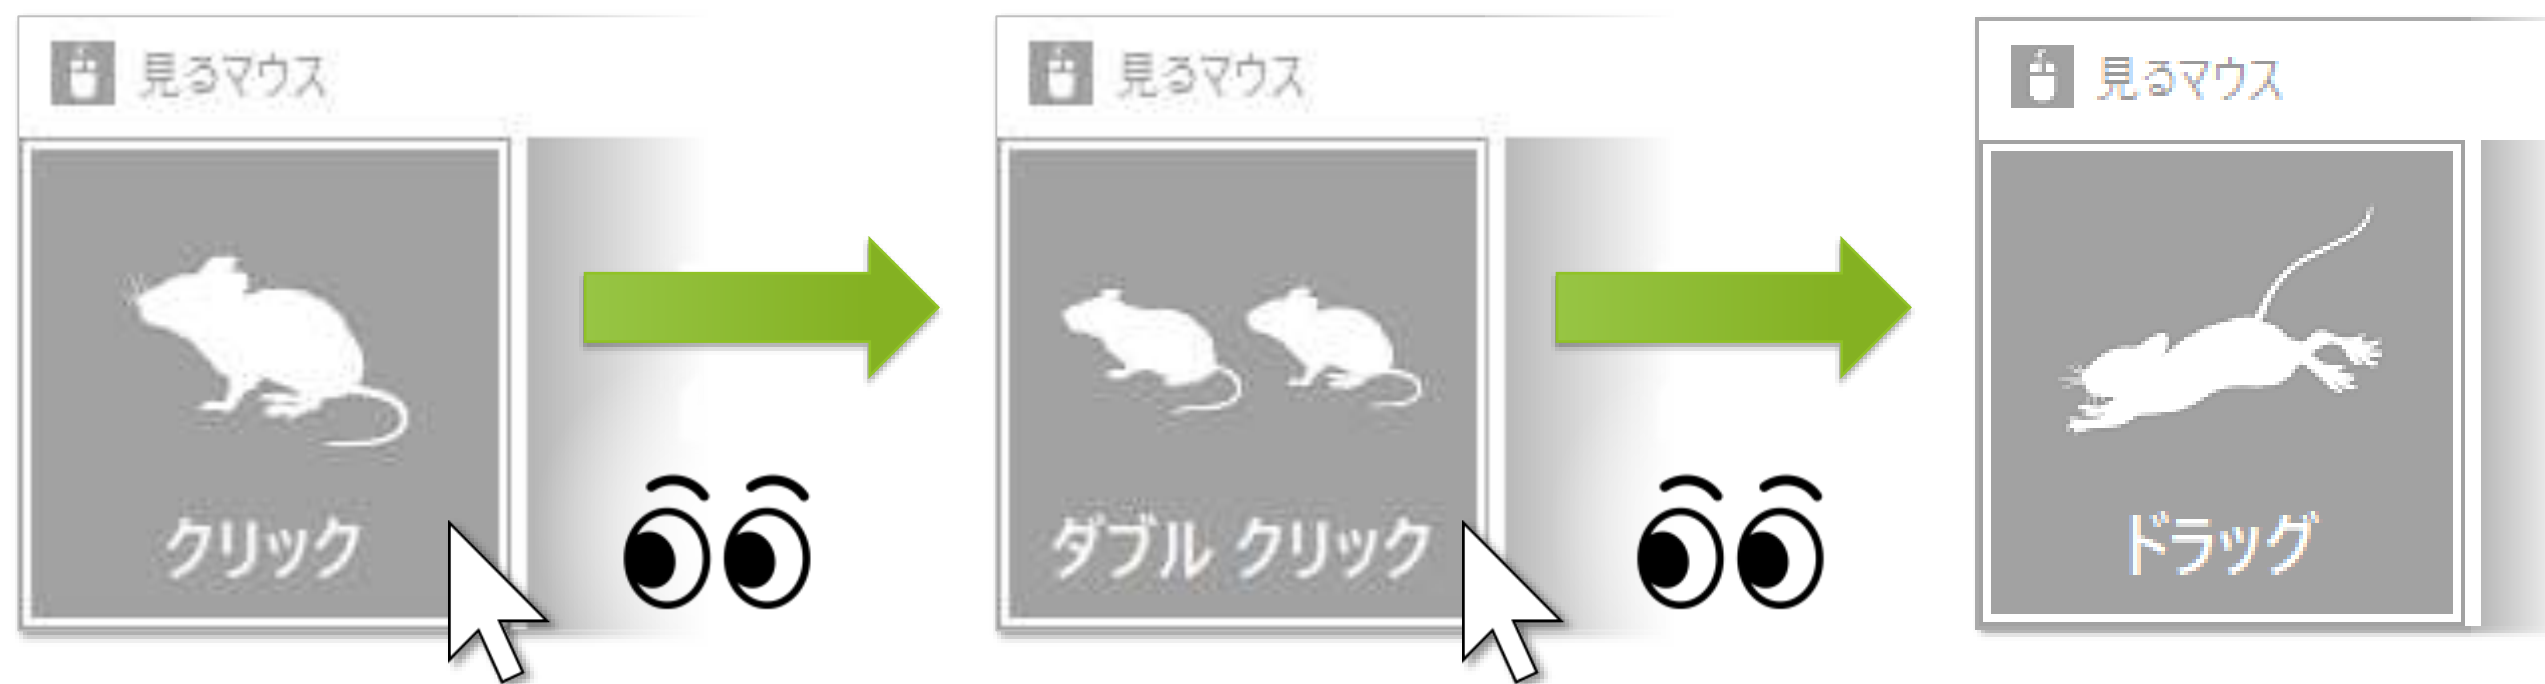 見るマウス
クリック
見るマウス
ダブル クリック
見るマウス
ドラッグ